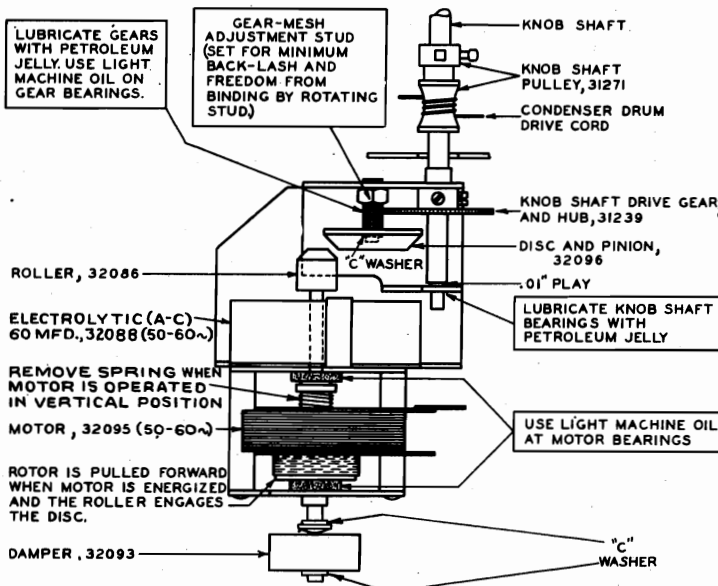 LUBRICATE GEARS
WITH PETROLEUM
JELLY. USE LIGHT
MACHINE OIL ON
GEAR BEARINGS.
GEAR-MESH
ADJUSTMENT STUD
(SET FOR MINIMUM
BACK-LASH AND
FREEDOM FROM
BINDING BY ROTATING
STUD.)
KNOB SHAFT
KNOB SHAFT
PULLEY, 31271
CONDENSER DRUM
DRIVE CORD
KNOB SHAFT DRIVE GEAR
AND HUB, 31239
DISC AND PINION,
32096
"C" WASHER
.01" PLAY
LUBRICATE KNOB SHAFT
BEARINGS WITH
PETROLEUM JELLY
ROLLER, 32086
ELECTROLYTIC (A-C)
60 MFD., 32088 (50-60~)
REMOVE SPRING WHEN
MOTOR IS OPERATED
IN VERTICAL POSITION
MOTOR, 32095 (50-60~)
USE LIGHT MACHINE OIL
AT MOTOR BEARINGS
ROTOR IS PULLED FORWARD
WHEN MOTOR IS ENERGIZED
AND THE ROLLER ENGAGES
THE DISC.
DAMPER, 32093
"C"
WASHER